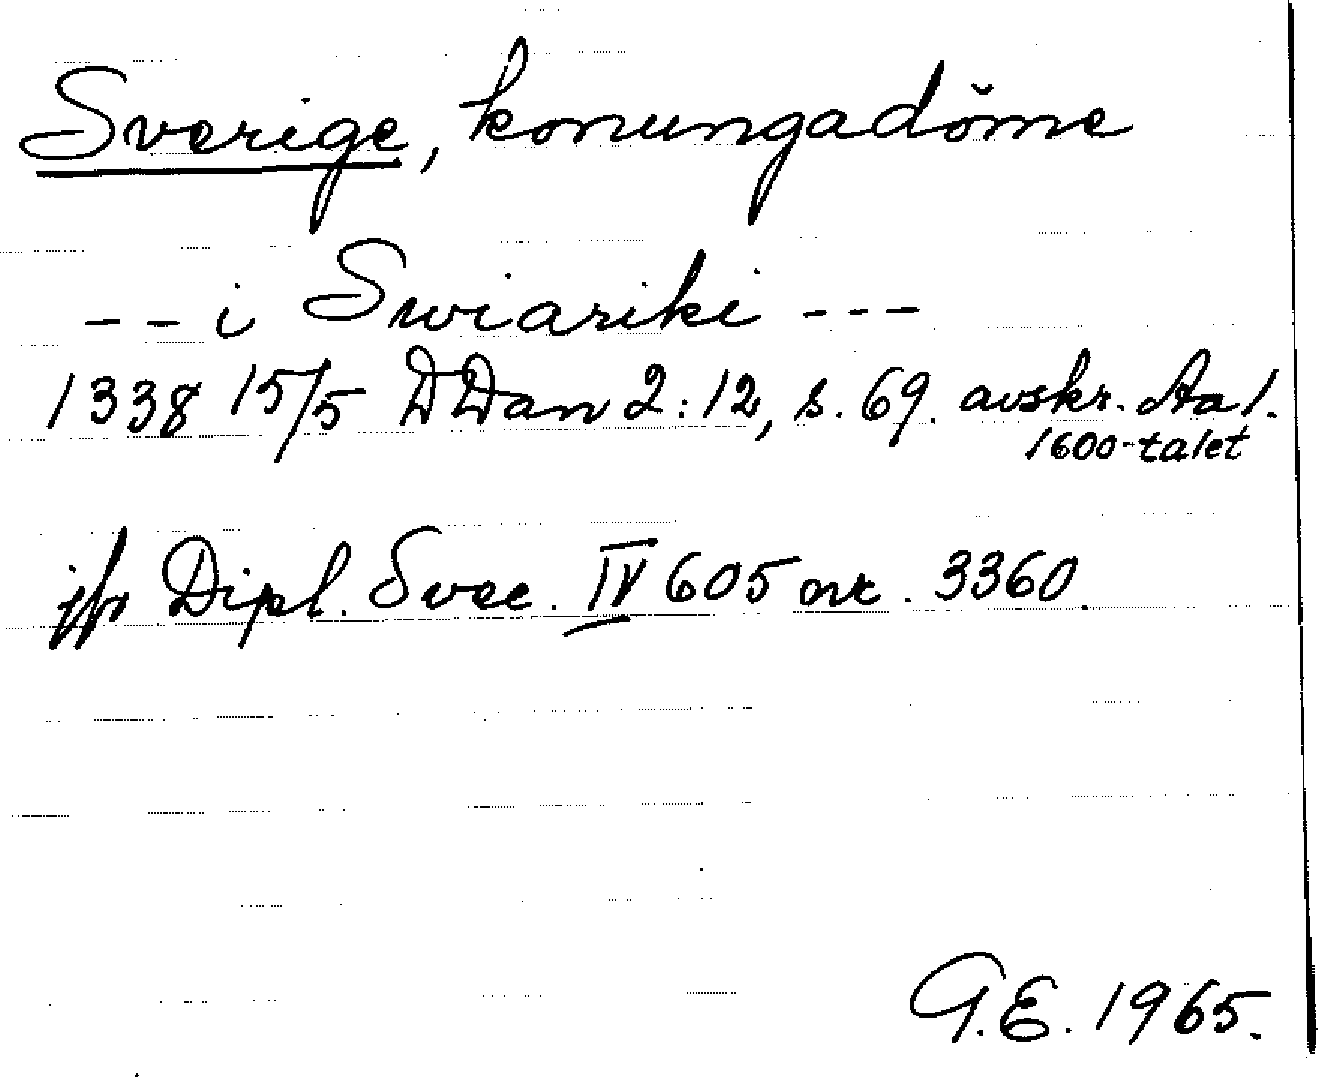 Sverige, konungadöme
-- i Swiariki ---
1338 15/5 DDan 2:12, s. 69. avskr. Aa 1.
1600-talet
jfr Dipl. Svec. IV 605 nr. 3360.
G.E. 1965.